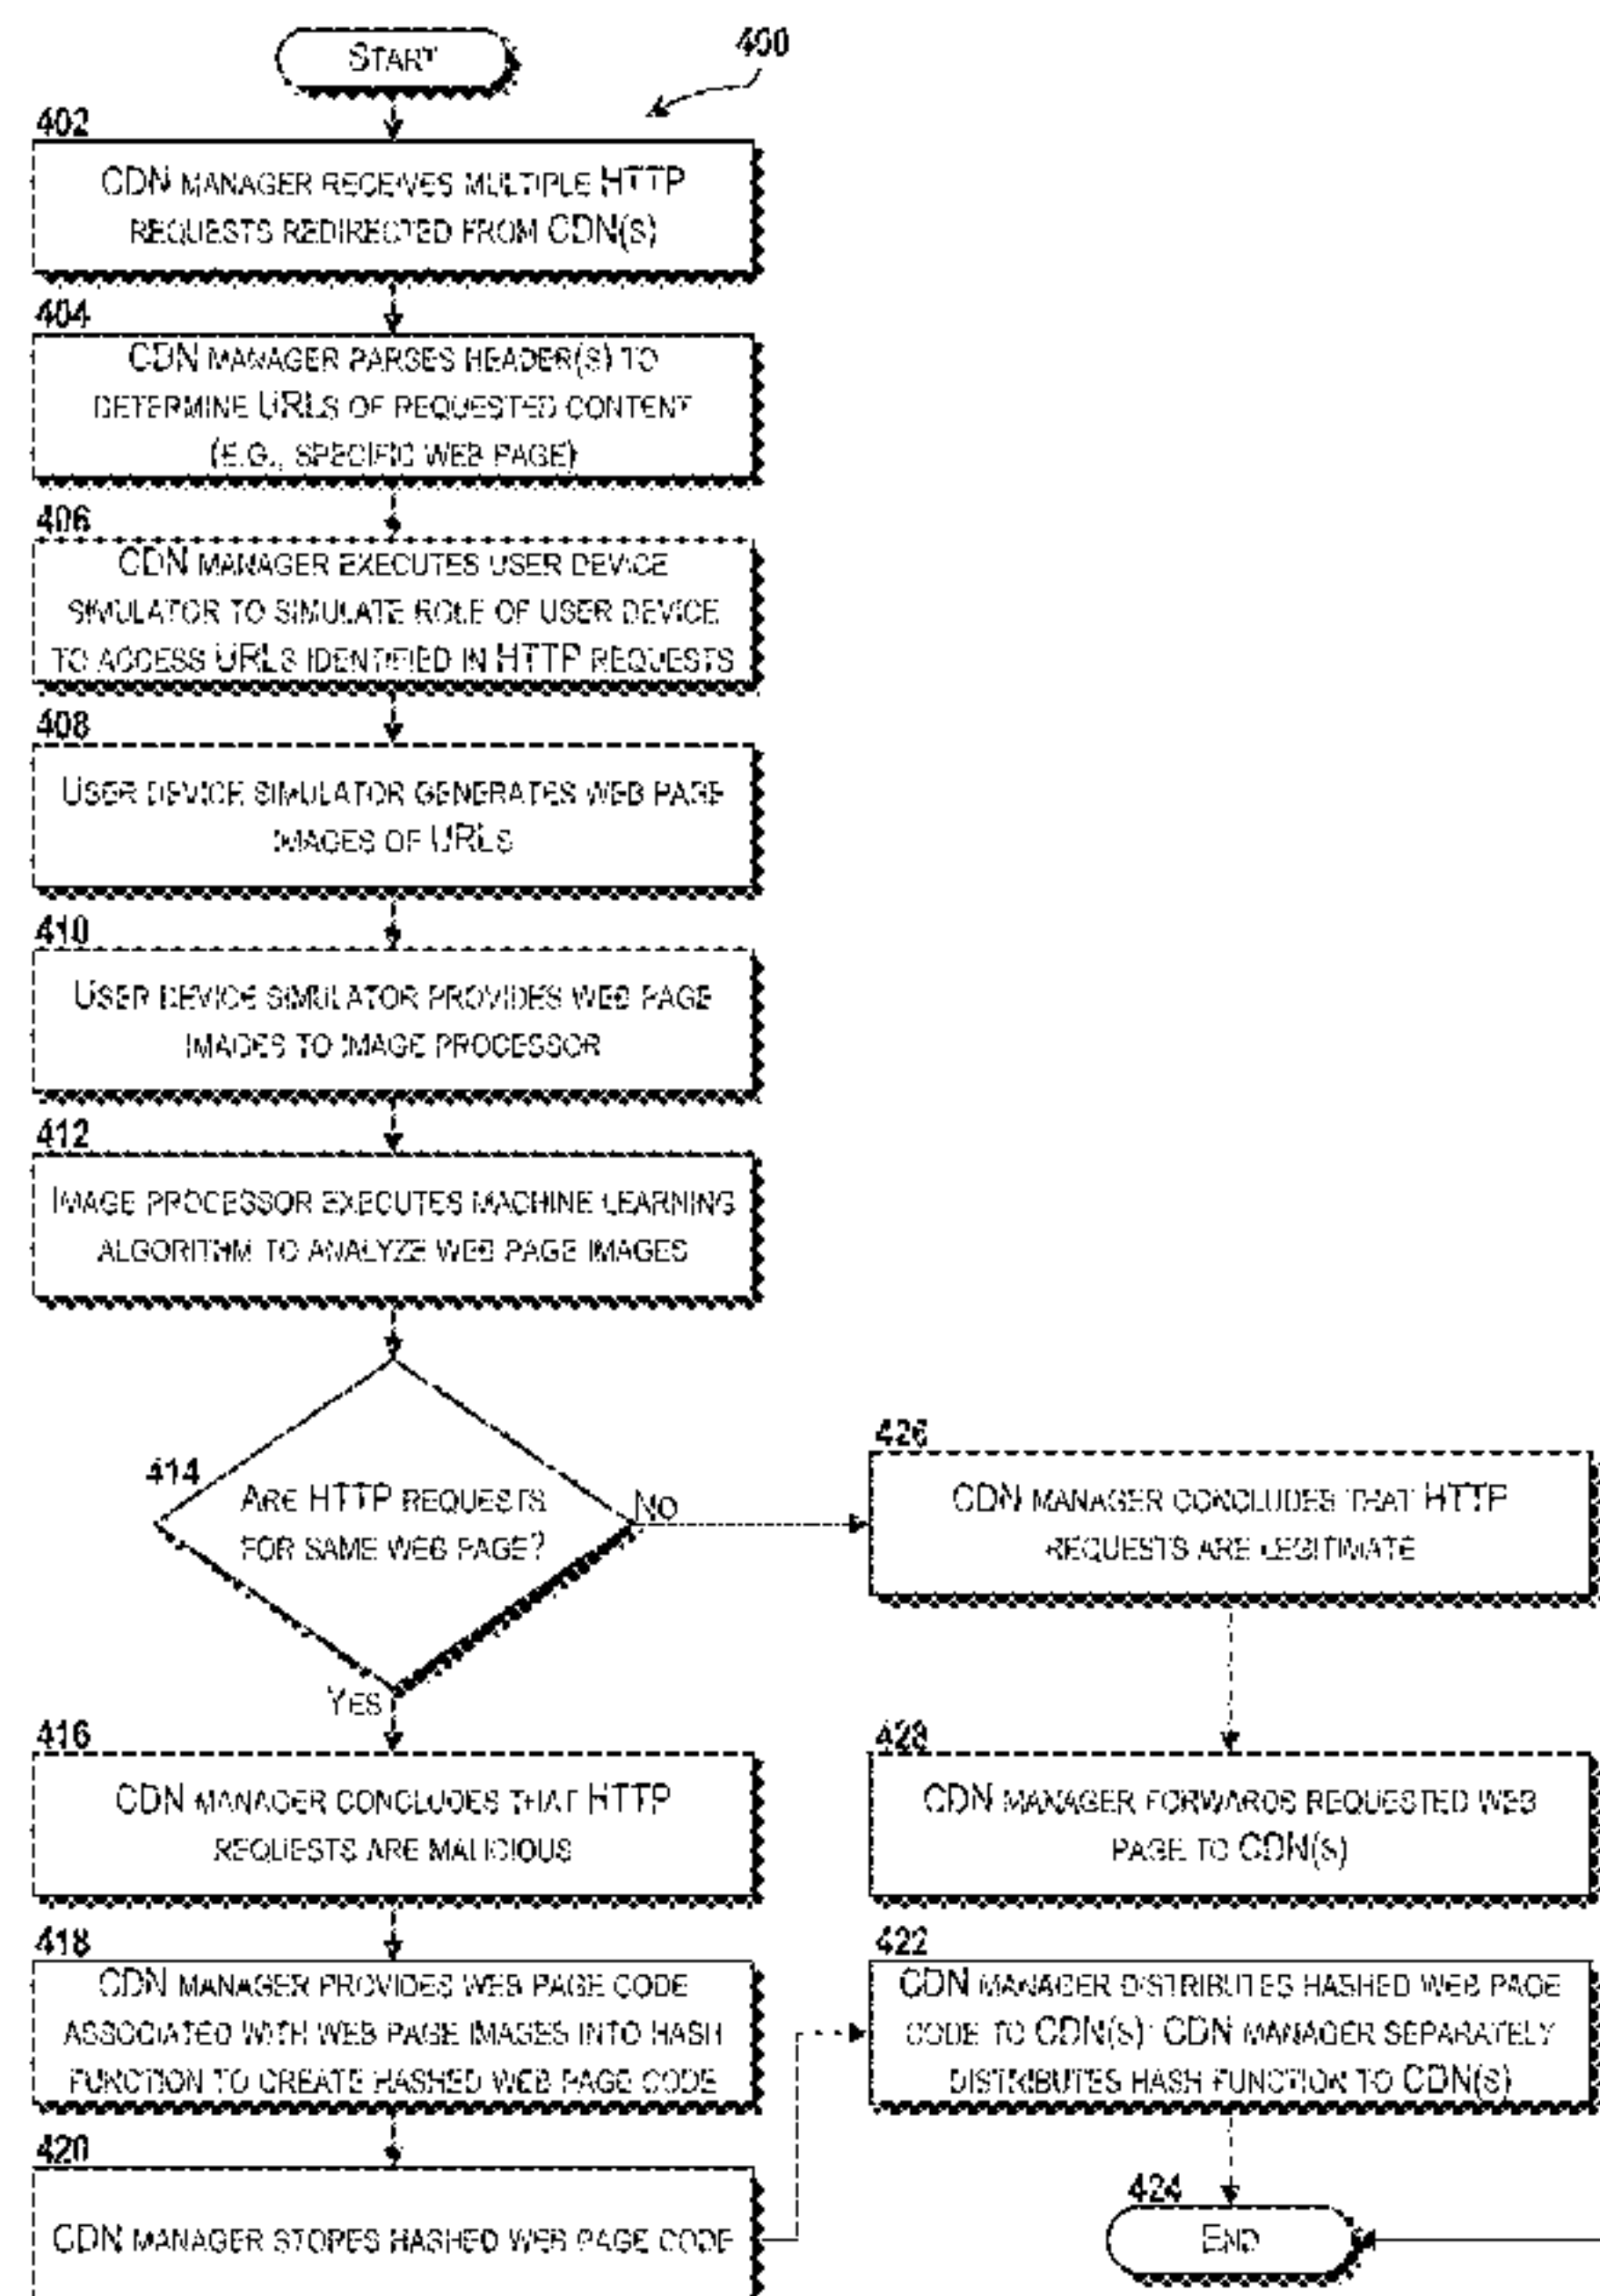 START
400
402
CDN MANAGER RECEIVES MULTIPLE HTTP
REQUESTS REDIRECTED FROM CDN(S)
404
CDN MANAGER PARSES HEADER(S) TO
DETERMINE URLS OF REQUESTED CONTENT
(E.G., SPECIFIC WEB PAGE)
406
CDN MANAGER EXECUTES USER DEVICE
SIMULATOR TO SIMULATE ROLE OF USER DEVICE
TO ACCESS URLS IDENTIFIED IN HTTP REQUESTS
408
USER DEVICE SIMULATOR GENERATES WEB PAGE
IMAGES OF URLS
410
USER DEVICE SIMULATOR PROVIDES WEB PAGE
IMAGES TO IMAGE PROCESSOR
412
IMAGE PROCESSOR EXECUTES MACHINE LEARNING
ALGORITHM TO ANALYZE WEB PAGE IMAGES
414
ARE HTTP REQUESTS
FOR SAME WEB PAGE?
NO
YES
426
CDN MANAGER CONCLUDES THAT HTTP
REQUESTS ARE LEGITIMATE
428
CDN MANAGER FORWARDS REQUESTED WEB
PAGE TO CDN(S)
416
CDN MANAGER CONCLUDES THAT HTTP
REQUESTS ARE MALICIOUS
418
CDN MANAGER PROVIDES WEB PAGE CODE
ASSOCIATED WITH WEB PAGE IMAGES INTO HASH
FUNCTION TO CREATE HASHED WEB PAGE CODE
420
CDN MANAGER STORES HASHED WEB PAGE CODE
422
CDN MANAGER DISTRIBUTES HASHED WEB PAGE
CODE TO CDN(S); CDN MANAGER SEPARATELY
DISTRIBUTES HASH FUNCTION TO CDN(S)
424
END